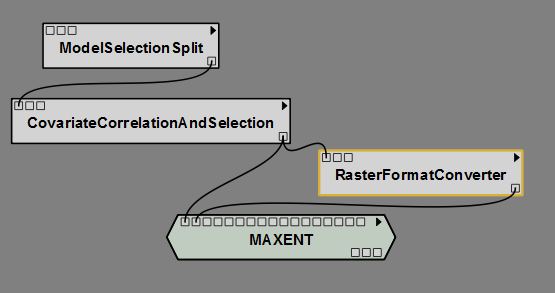 ModelSelectionSplit
CovariateCorrelationAndSelection
RasterFormatConverter
MAXENT